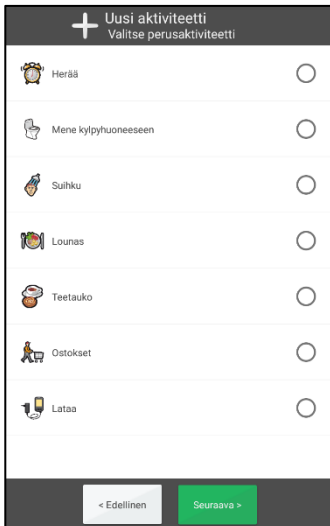 Uusi aktiviteetti
Valitse perusaktiviteetti
Herää
Mene kylpyhuoneeseen
Suihku
Lounas
Teetauko
Ostokset
Lataa
< Edellinen
Seuraava >